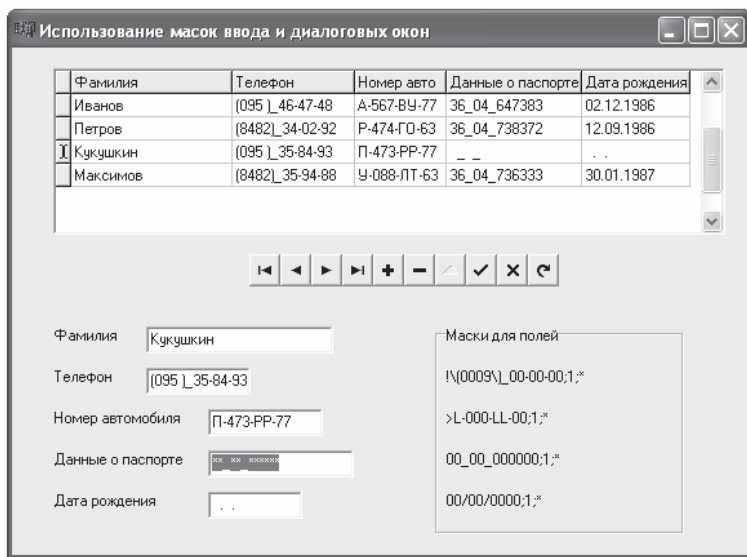 Использование масок ввода и диалоговых окон
Фамилия Телефон Номер авто Данные о паспорте Дата рождения
Иванов (095 )_46-47-48 А-567-ВУ-77 36_04_647383 02.12.1986
Петров (8482)_34-02-92 Р-474-ГО-63 36_04_738372 12.09.1986
Кукушкин (095 )_35-84-93 П-473-РР-77 _ _ . .
Максимов (8482)_35-94-88 У-088-ЛТ-63 36_04_736333 30.01.1987
Фамилия Кукушкин
Телефон (095 )_35-84-93
Номер автомобиля П-473-РР-77
Данные о паспорте **_**_******
Дата рождения . .
Маски для полей
!\(0009\)_00-00-00;1;*
>L-000-LL-00;1;*
00_00_000000;1;*
00/00/0000;1;*